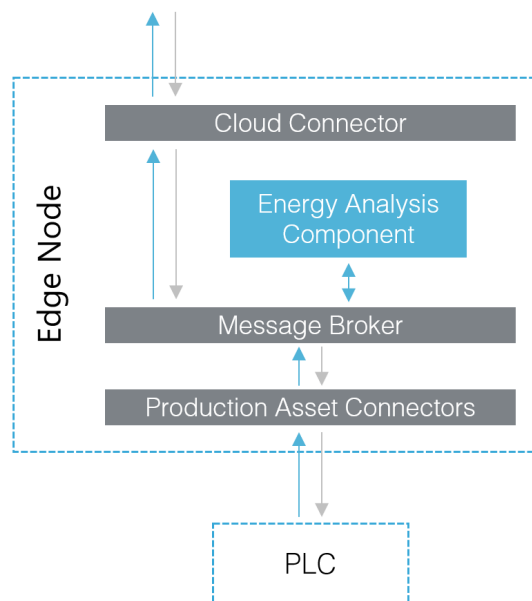 Cloud Connector
Energy Analysis
Component
Edge Node
Message Broker
Production Asset Connectors
PLC